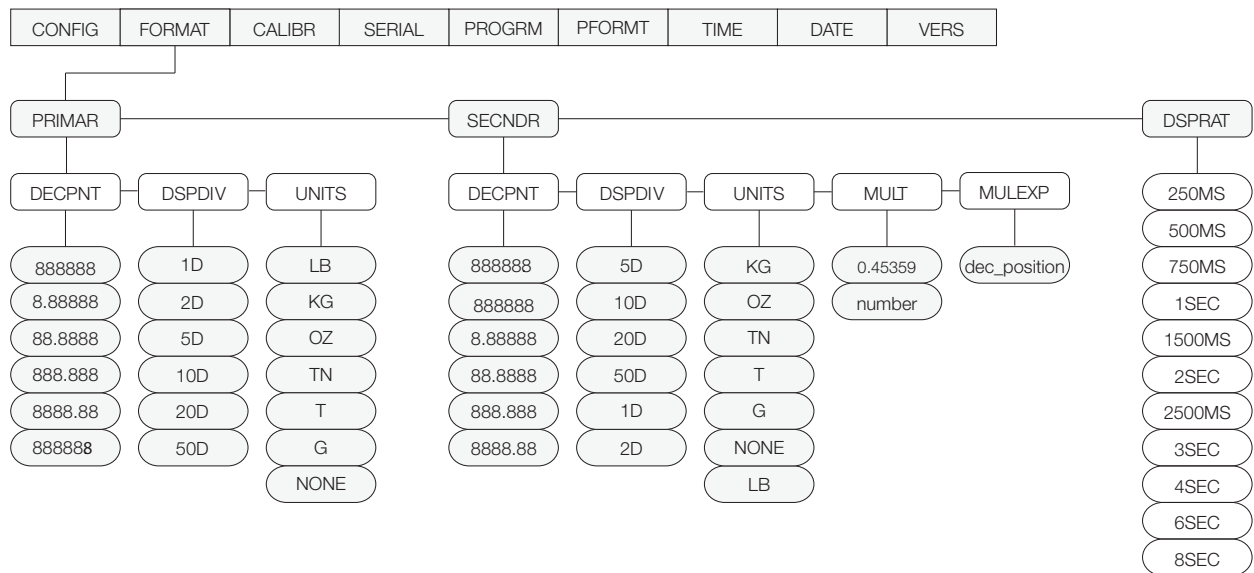 CONFIG FORMAT CALIBR SERIAL PROGRM PFORMT TIME DATE VERS
PRIMAR SECNDR DSPRAT
DECPNT DSPDIV UNITS DECPNT DSPDIV UNITS MULT MULEXP 250MS
500MS
888888 1D LB 888888 5D KG 0.45359 dec_position 750MS
8.88888 2D KG 888888 10D OZ number 1SEC
88.8888 5D OZ 8.88888 20D TN 1500MS
888.888 10D TN 88.8888 50D T 2SEC
8888.88 20D T 888.888 1D G 2500MS
888888 50D G 8888.88 2D NONE 3SEC
NONE LB 4SEC
6SEC
8SEC